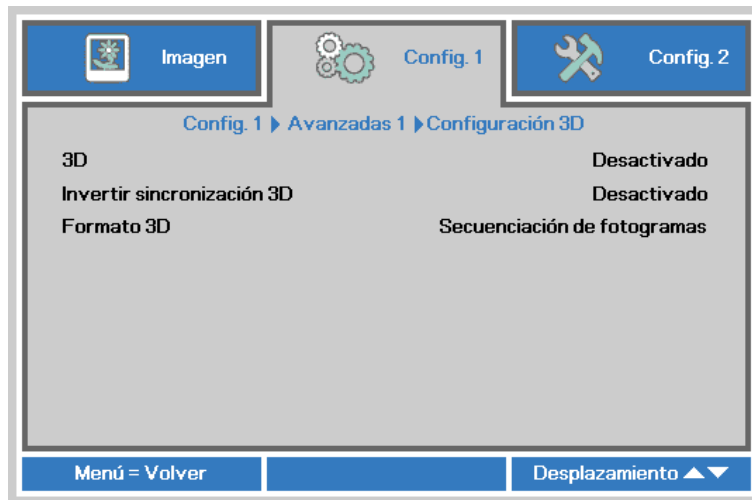 Imagen Config. 1 Config. 2
Config. 1 ▶ Avanzadas 1 ▶ Configuración 3D
3D Desactivado
Invertir sincronización 3D Desactivado
Formato 3D Secuenciación de fotogramas
Menú = Volver Desplazamiento ▲▼